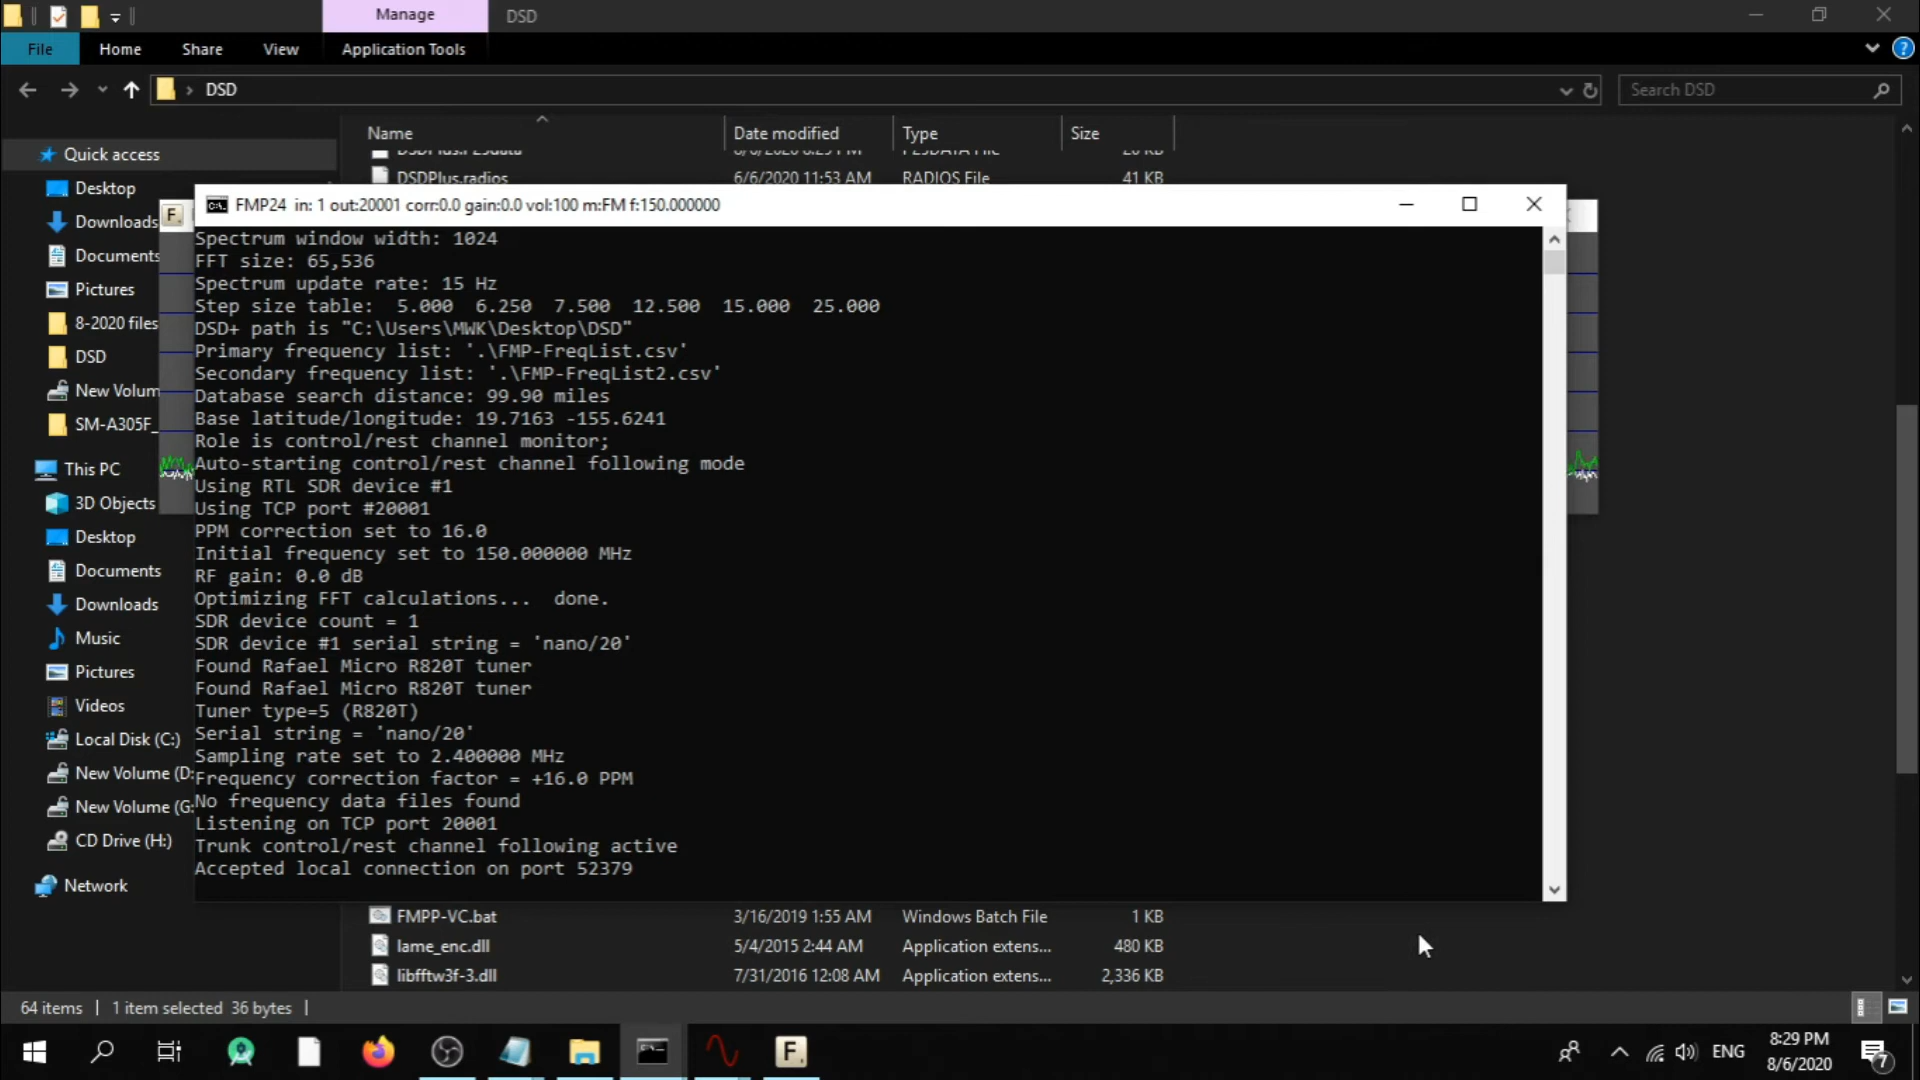 Manage
DSD
File
Home
Share
View
Application Tools
DSD
Search DSD
Name
Date modified
Type
Size
Quick access
DSDPlus.radios
6/6/2020 11:53 AM
RADIOS File
41 KB
Desktop
Downloads
Documents
Pictures
8-2020 files
DSD
New Volum
SM-A305F_
This PC
3D Objects
Desktop
Documents
Downloads
Music
Pictures
Videos
Local Disk (C:)
New Volume (D:
New Volume (G:
CD Drive (H:)
Network
F.
FMP24 in: 1 out:20001 corr:0.0 gain:0.0 vol:100 m:FM f:150.000000
Spectrum window width: 1024
FFT size: 65,536
Spectrum update rate: 15 Hz
Step size table: 5.000 6.250 7.500 12.500 15.000 25.000
DSD+ path is "C:\Users\MWK\Desktop\DSD"
Primary frequency list: '.\FMP-FreqList.csv'
Secondary frequency list: '.\FMP-FreqList2.csv'
Database search distance: 99.90 miles
Base latitude/longitude: 19.7163 -155.6241
Role is control/rest channel monitor;
Auto-starting control/rest channel following mode
Using RTL SDR device #1
Using TCP port #20001
PPM correction set to 16.0
Initial frequency set to 150.000000 MHz
RF gain: 0.0 dB
Optimizing FFT calculations... done.
SDR device count = 1
SDR device #1 serial string = 'nano/20'
Found Rafael Micro R820T tuner
Found Rafael Micro R820T tuner
Tuner type=5 (R820T)
Serial string = 'nano/20'
Sampling rate set to 2.400000 MHz
Frequency correction factor = +16.0 PPM
No frequency data files found
Listening on TCP port 20001
Trunk control/rest channel following active
Accepted local connection on port 52379
FMPP-VC.bat
3/16/2019 1:55 AM
Windows Batch File
1 KB
lame_enc.dll
5/4/2015 2:44 AM
Application extens...
480 KB
libfftw3f-3.dll
7/31/2016 12:08 AM
Application extens...
2,336 KB
64 items
1 item selected 36 bytes
F.
ENG
8:29 PM
8/6/2020
7